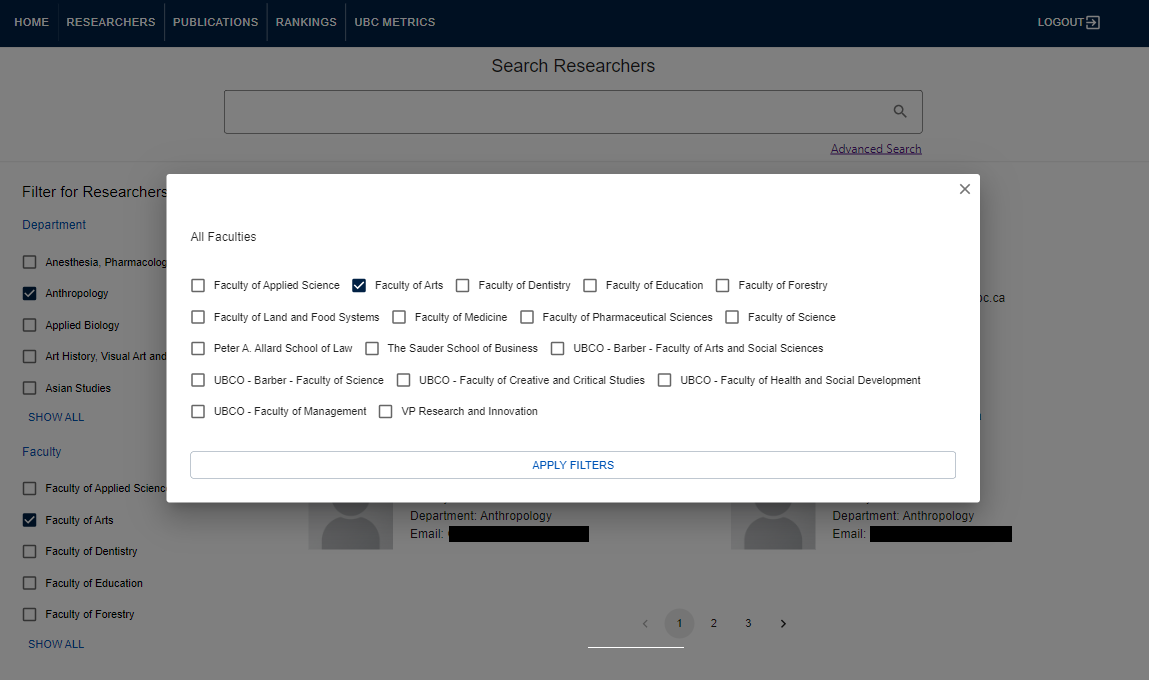 HOME RESEARCHERS PUBLICATIONS RANKINGS UBC METRICS LOGOUT
Search Researchers
Advanced Search
Filter for Researchers
Department
Anesthesia,
Anthropology
Applied Biology
Art History, Visual Art and
Asian Studies
SHOW ALL
Faculty
Faculty of Applied
Faculty of Arts
Faculty of Dentistry
Faculty of Education
Faculty of Forestry
SHOW ALL
All Faculties
Faculty of Applied Science Faculty of Arts Faculty of Dentistry Faculty of Education Faculty of Forestry
Faculty of Land and Food Systems Faculty of Medicine Faculty of Pharmaceutical Sciences Faculty of Science
Peter A. Allard School of Law The Sauder School of Business UBCO - Barber - Faculty of Arts and Social Sciences
UBCO - Barber - Faculty of Science UBCO - Faculty of Creative and Critical Studies UBCO - Faculty of Health and Social Development
UBCO - Faculty of Management VP Research and Innovation
APPLY FILTERS
Department: Anthropology Department: Anthropology
Email: Email:
1 2 3